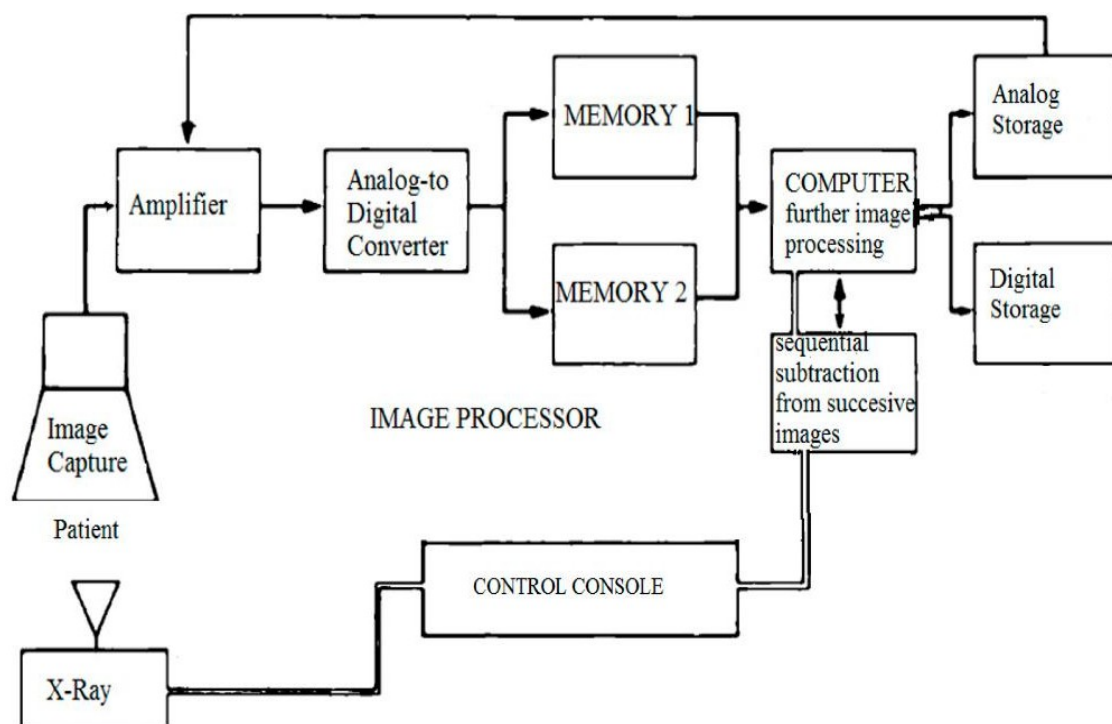 MEMORY 1
Analog
Storage
Amplifier
Analog-to
Digital
Converter
COMPUTER
further image
processing
MEMORY 2
Digital
Storage
sequential
subtraction
from succesive
images
IMAGE PROCESSOR
Image
Capture
Patient
CONTROL CONSOLE
X-Ray